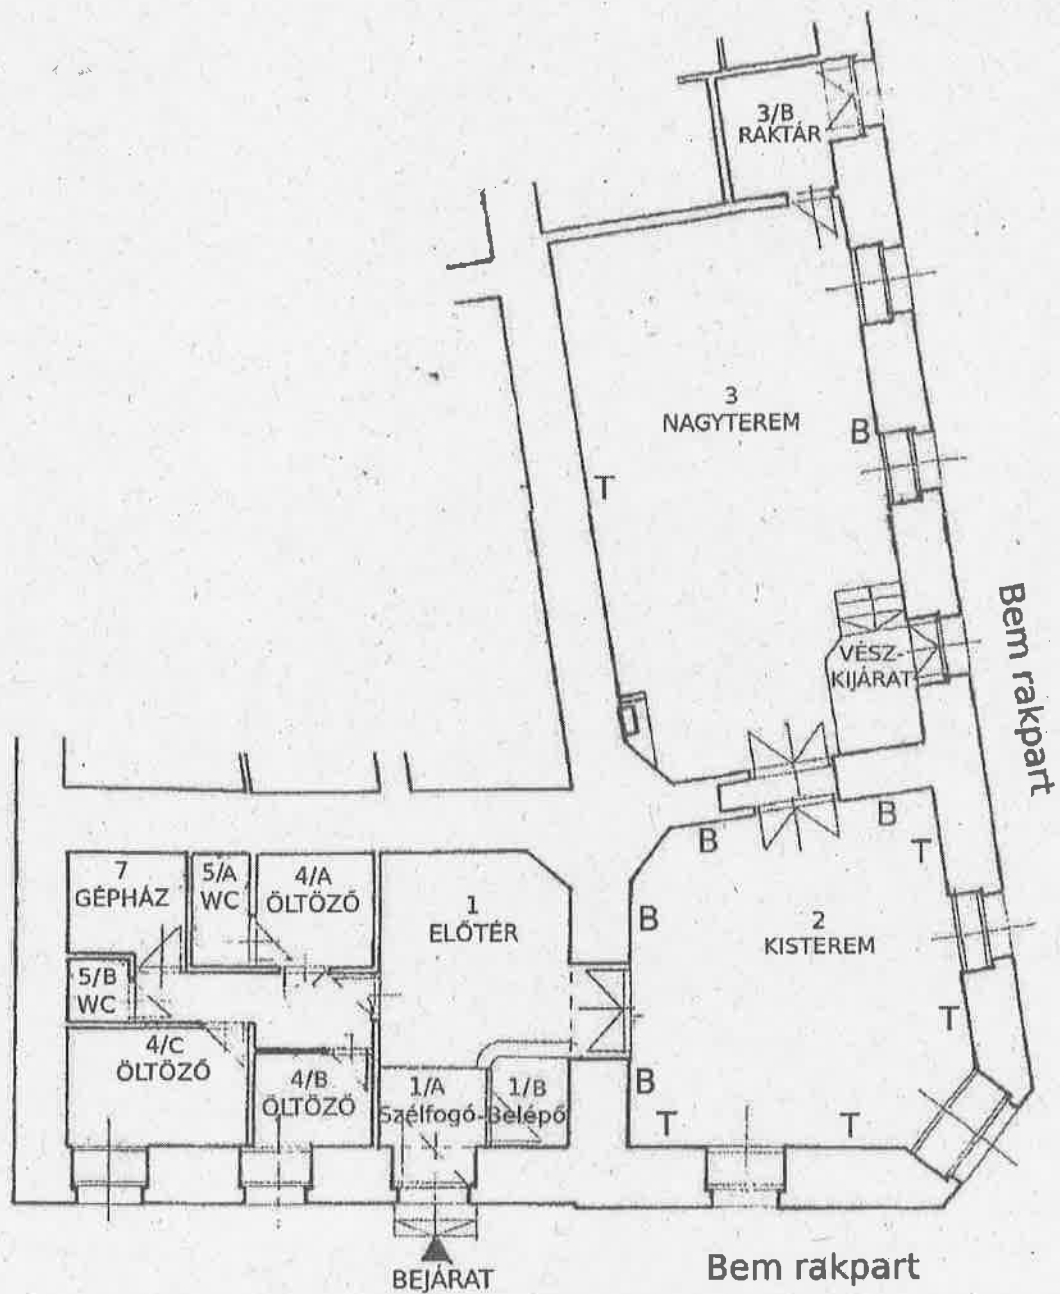 3/B
RAKTÁR
3
NAGYTEREM
B
T
VÉSZ-
KIJÁRAT
Bem rakpart
B
B
T
7
GÉPHÁZ
5/A
WC
4/A
ÖLTÖZŐ
1
ELŐTÉR
B
2
KISTEREM
5/B
WC
T
4/C
ÖLTÖZŐ
4/B
ÖLTÖZŐ
1/A
Szélfogó-
1/B
Belépő
B
T
T
BEJÁRAT
Bem rakpart